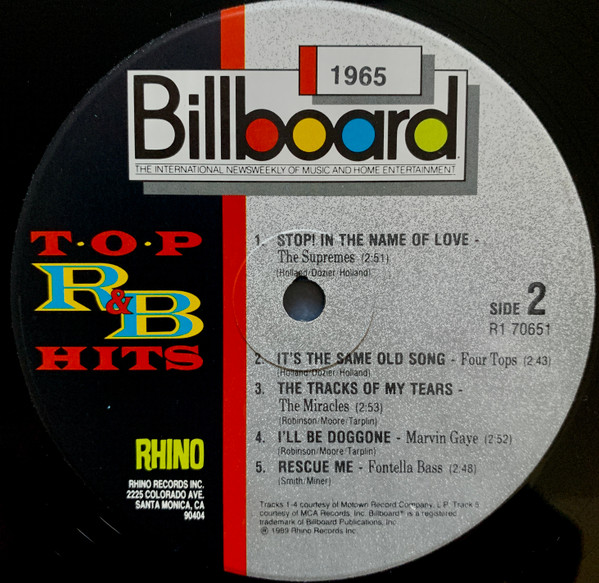 1965
Billboard
THE INTERNATIONAL NEWSWEEKLY OF MUSIC AND HOME ENTERTAINMENT
T·O·P
R&B
HITS
1. STOP! IN THE NAME OF LOVE -
The Supremes (2:51)
(Holland/Dozier/Holland)
SIDE 2
R1 70651
2. IT'S THE SAME OLD SONG - Four Tops (2:43)
(Holland/Dozier/Holland)
3. THE TRACKS OF MY TEARS -
The Miracles (2:53)
(Robinson/Moore/Tarplin)
4. I'LL BE DOGGONE - Marvin Gaye (2:52)
(Robinson/Moore/Tarplin)
5. RESCUE ME - Fontella Bass (2:48)
(Smith/Miner)
RHINO
RHINO RECORDS INC.
2225 COLORADO AVE.
SANTA MONICA, CA
90404
Tracks 1-4 courtesy of Motown Record Company, L.P. Track 5
courtesy of MCA Records, Inc. Billboard® is a registered
trademark of Billboard Publications, Inc.
℗ 1989 Rhino Records Inc.